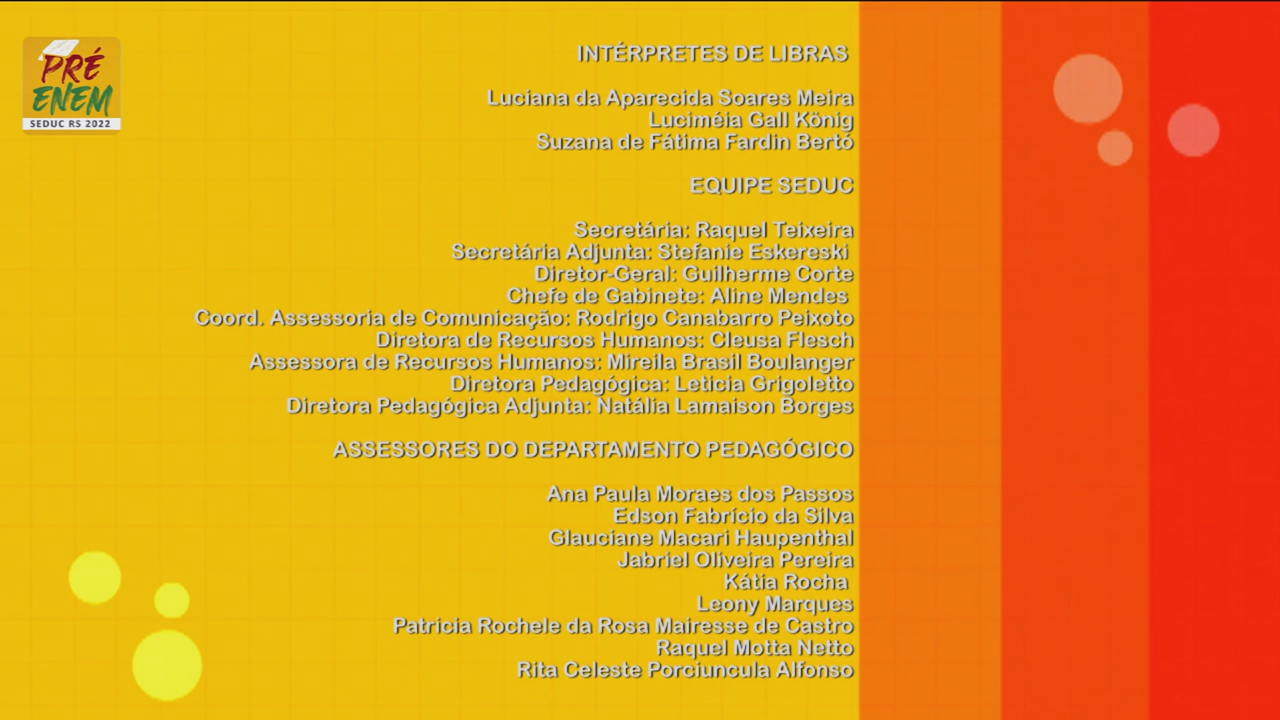 PRÉ
ENEM
SEDUC RS 2022
INTÉRPRETES DE LIBRAS
Luciana da Aparecida Soares Meira
Luciméia Gall König
Suzana de Fátima Fardin Bertó
EQUIPE SEDUC
Secretária: Raquel Teixeira
Secretária Adjunta: Stefanie Eskereski
Diretor-Geral: Guilherme Corte
Chefe de Gabinete: Aline Mendes
Coord. Assessoria de Comunicação: Rodrigo Canabarro Peixoto
Diretora de Recursos Humanos: Cleusa Flesch
Assessora de Recursos Humanos: Mireila Brasil Boulanger
Diretora Pedagógica: Leticia Grigoletto
Diretora Pedagógica Adjunta: Natália Lamaison Borges
ASSESSORES DO DEPARTAMENTO PEDAGÓGICO
Ana Paula Moraes dos Passos
Edson Fabrício da Silva
Glauciane Macari Haupenthal
Jabriel Oliveira Pereira
Kátia Rocha
Leony Marques
Patricia Rochele da Rosa Mairesse de Castro
Raquel Motta Netto
Rita Celeste Porciuncula Alfonso